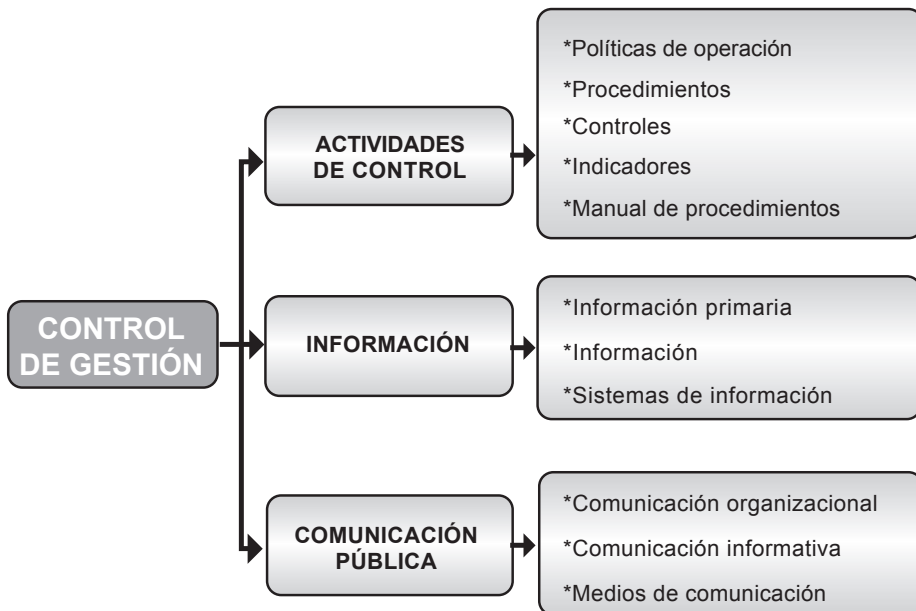 CONTROL
DE GESTIÓN
ACTIVIDADES
DE CONTROL
*Políticas de operación
*Procedimientos
*Controles
*Indicadores
*Manual de procedimientos
INFORMACIÓN
*Información primaria
*Información
*Sistemas de información
COMUNICACIÓN
PÚBLICA
*Comunicación organizacional
*Comunicación informativa
*Medios de comunicación